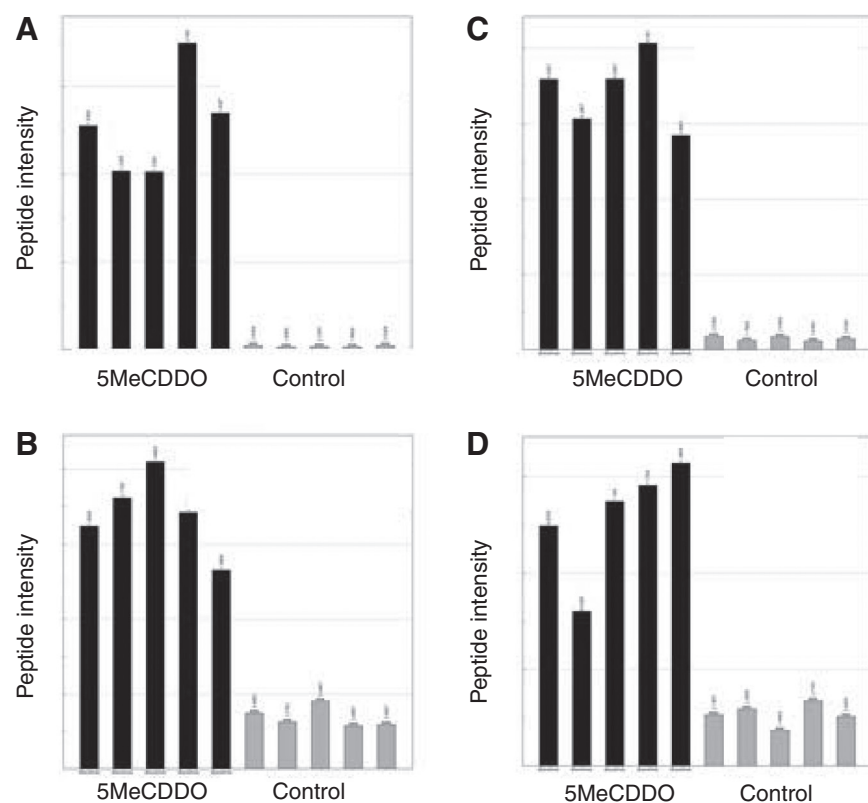 A
Peptide intensity
5MeCDDO Control
C
Peptide intensity
5MeCDDO Control
B
Peptide intensity
5MeCDDO Control
D
Peptide intensity
5MeCDDO Control